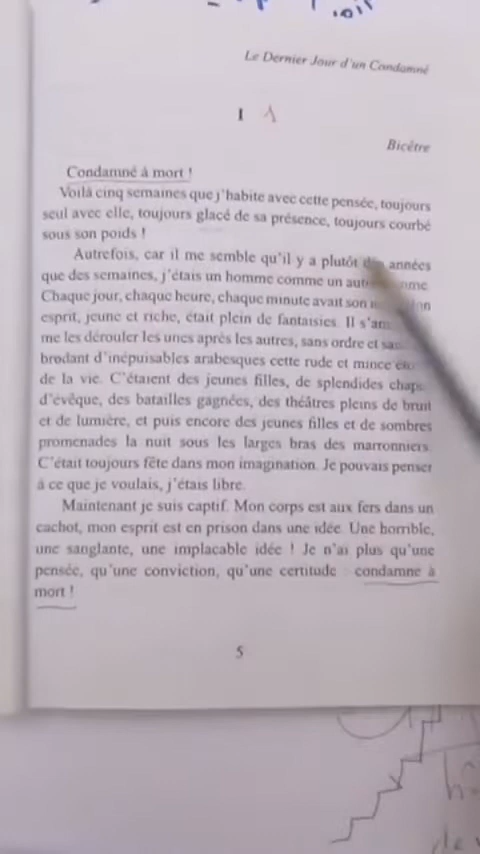 Le Dernier Jour d'un Condamné
I
Bicêtre
Condamné à mort !
Voilà cinq semaines que j'habite avec cette pensée, toujours
seul avec elle, toujours glacé de sa présence, toujours courbé
sous son poids !
Autrefois, car il me semble qu'il y a plutôt des années
que des semaines, j'étais un homme comme un
Chaque jour, chaque heure, chaque minute avait son
esprit, jeune et riche, était plein de fantaisies. Il
me les dérouler les unes après les autres, sans ordre et
brodant d'inépuisables arabesques cette rude et mince
de la vie. C'étaient des jeunes filles, de splendides
d'évêque, des batailles gagnées, des théâtres pleins de bruit
et de lumière, et puis encore des jeunes filles et de sombres
promenades la nuit sous les larges bras des marronniers.
C'était toujours fête dans mon imagination. Je pouvais penser
à ce que je voulais, j'étais libre.
Maintenant je suis captif. Mon corps est aux fers dans un
cachot, mon esprit est en prison dans une idée. Une horrible,
une sanglante, une implacable idée ! Je n'ai plus qu'une
pensée, qu'une conviction, qu'une certitude : condamné à
mort !
5
de